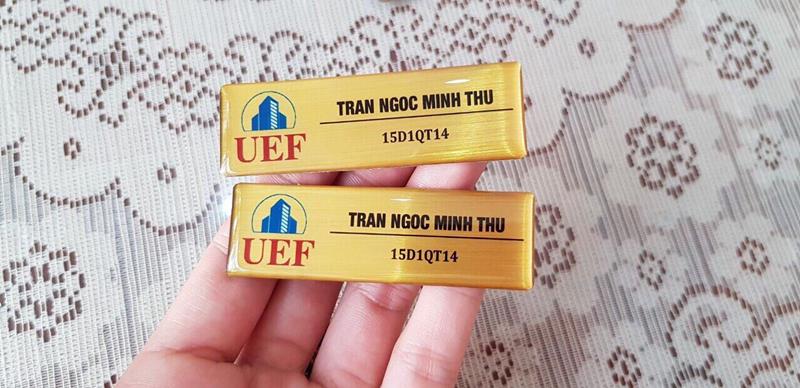 TRAN NGOC MINH THU
15D1QT14
UEF
TRAN NGOC MINH THU
15D1QT14
UEF